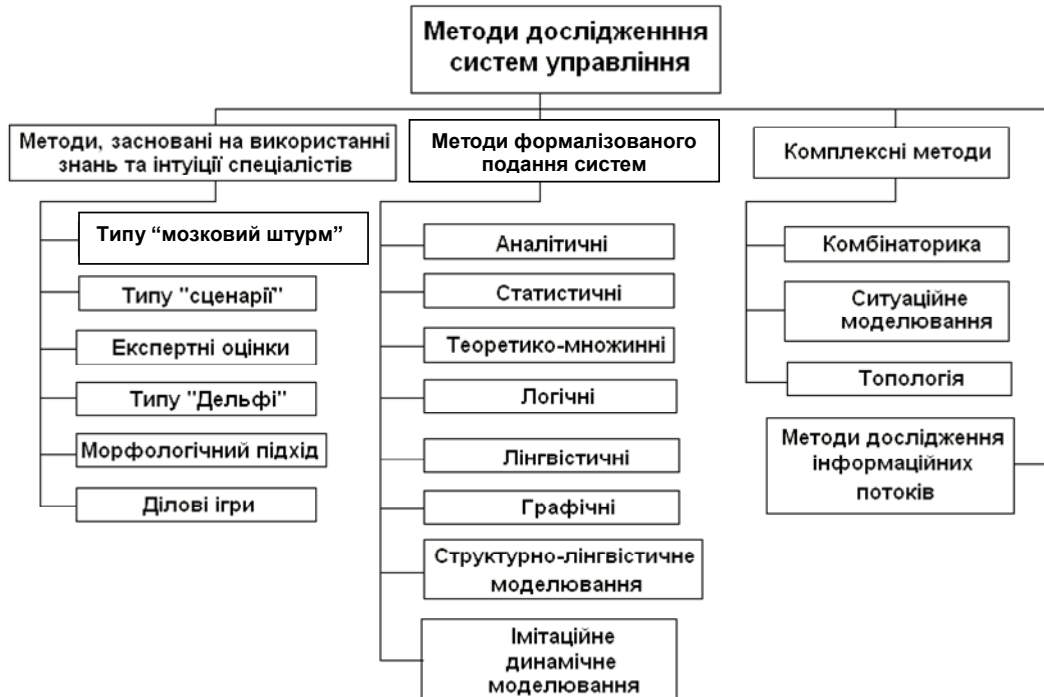 Методи дослідженння
систем управління
Методи, засновані на використанні
знань та інтуіції спеціалістів
Типу “мозковий штурм”
Типу "сценарії"
Експертні оцінки
Типу "Дельфі"
Морфологічний підхід
Ділові ігри
Методи формалізованого
подання систем
Аналітичні
Статистичні
Теоретико-множинні
Логічні
Лінгвістичні
Графічні
Структурно-лінгвістичне
моделювання
Імітаційне
динамічне
моделювання
Комплексні методи
Комбінаторика
Ситуаційне
моделювання
Топологія
Методи дослідження
інформаційних
потоків